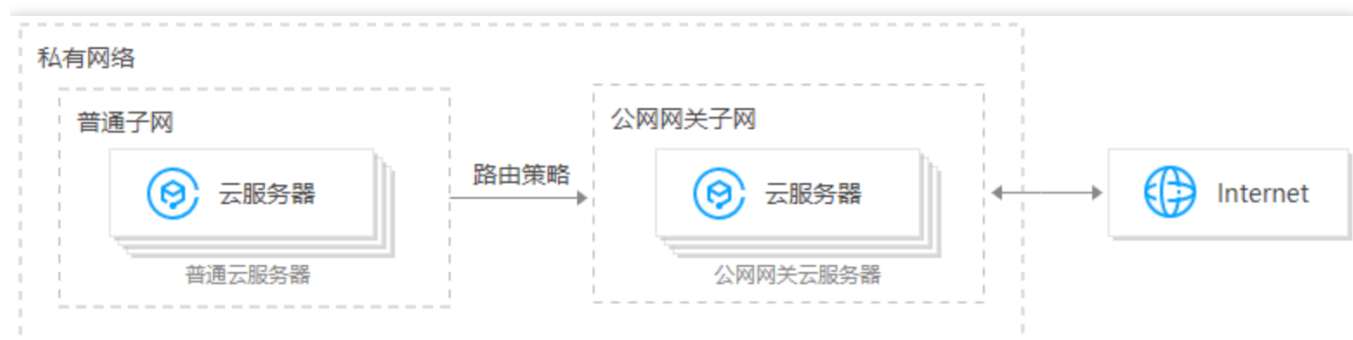 私有网络
普通子网
云服务器
普通云服务器
路由策略
公网网关子网
云服务器
公网网关云服务器
Internet